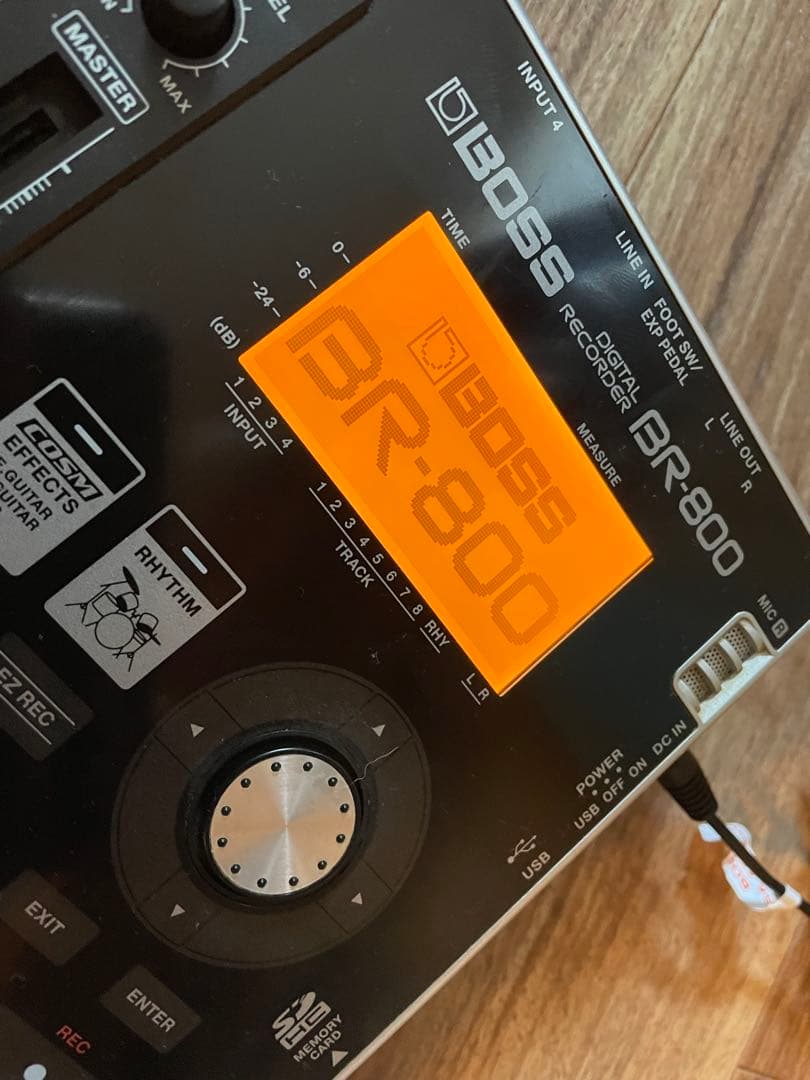 MASTER
MAX
INPUT 4
BOSS
DIGITAL
RECORDER
BR-800
LINE IN
FOOT SW/
EXP PEDAL
LINE OUT
L
R
TIME
MEASURE
0
-6
-24
(dB)
BOSS
BR-800
1 2 3 4
INPUT
1 2 3 4 5 6 7 8
TRACK
RHY
L R
COSM
EFFECTS
GUITAR
RHYTHM
EZ REC
MIC R
POWER
USB OFF ON
DC IN
USB
EXIT
ENTER
REC
SD
MEMORY
CARD